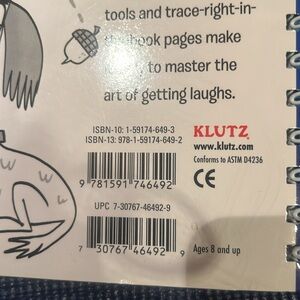 tools and trace-right-in-
book pages make
to master the
art of getting laughs.
ISBN-10: 1-59174-649-3
ISBN-13: 978-1-59174-649-2
9 781591 746492
UPC 7-30767-46492-9
7 30767 46492 9
KLUTZ
www.klutz.com
Conforms to ASTM D4236
CE
Ages 8 and up